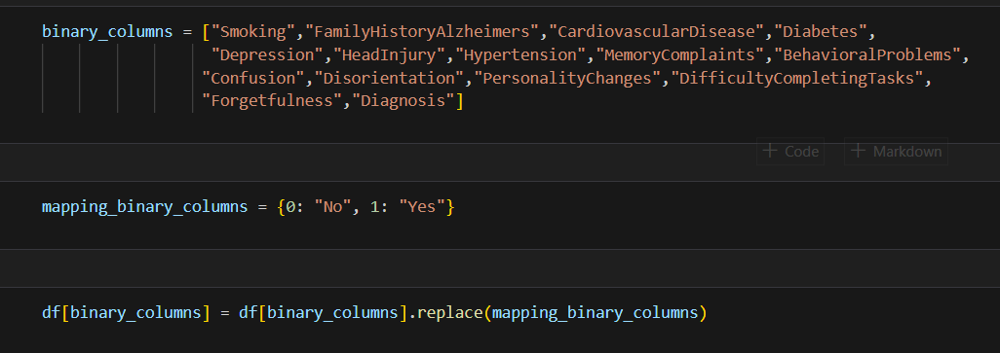 binary_columns = ["Smoking","FamilyHistoryAlzheimers","CardiovascularDisease","Diabetes",
"Depression","HeadInjury","Hypertension","MemoryComplaints","BehavioralProblems",
"Confusion","Disorientation","PersonalityChanges","DifficultyCompletingTasks",
"Forgetfulness","Diagnosis"]
+ Code + Markdown
mapping_binary_columns = {0: "No", 1: "Yes"}
df[binary_columns] = df[binary_columns].replace(mapping_binary_columns)